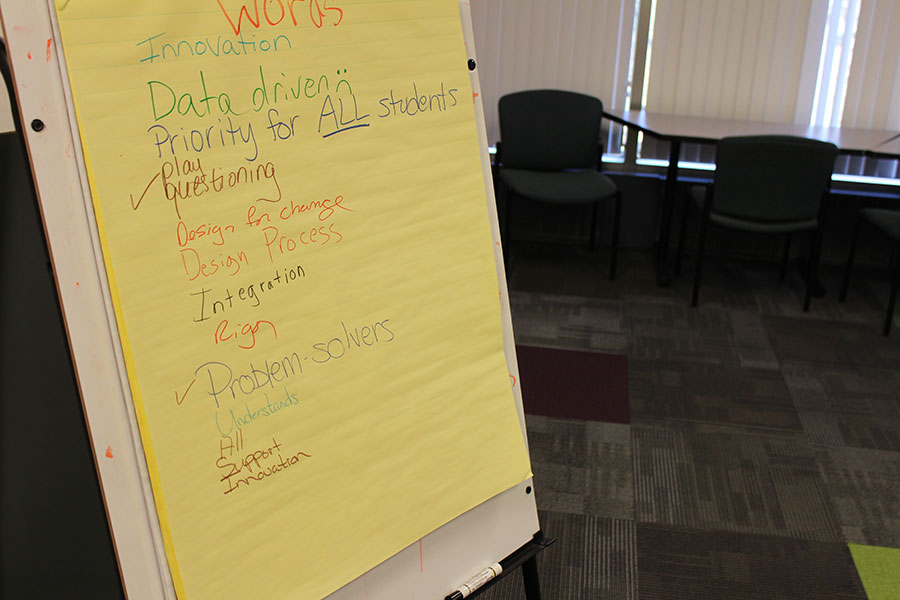 Words
Innovation
Data driven
Priority for ALL students
play
questioning
Design for change
Design Process
Integration
Rigor
Problem-solvers
Understands
All
Support
Innovation